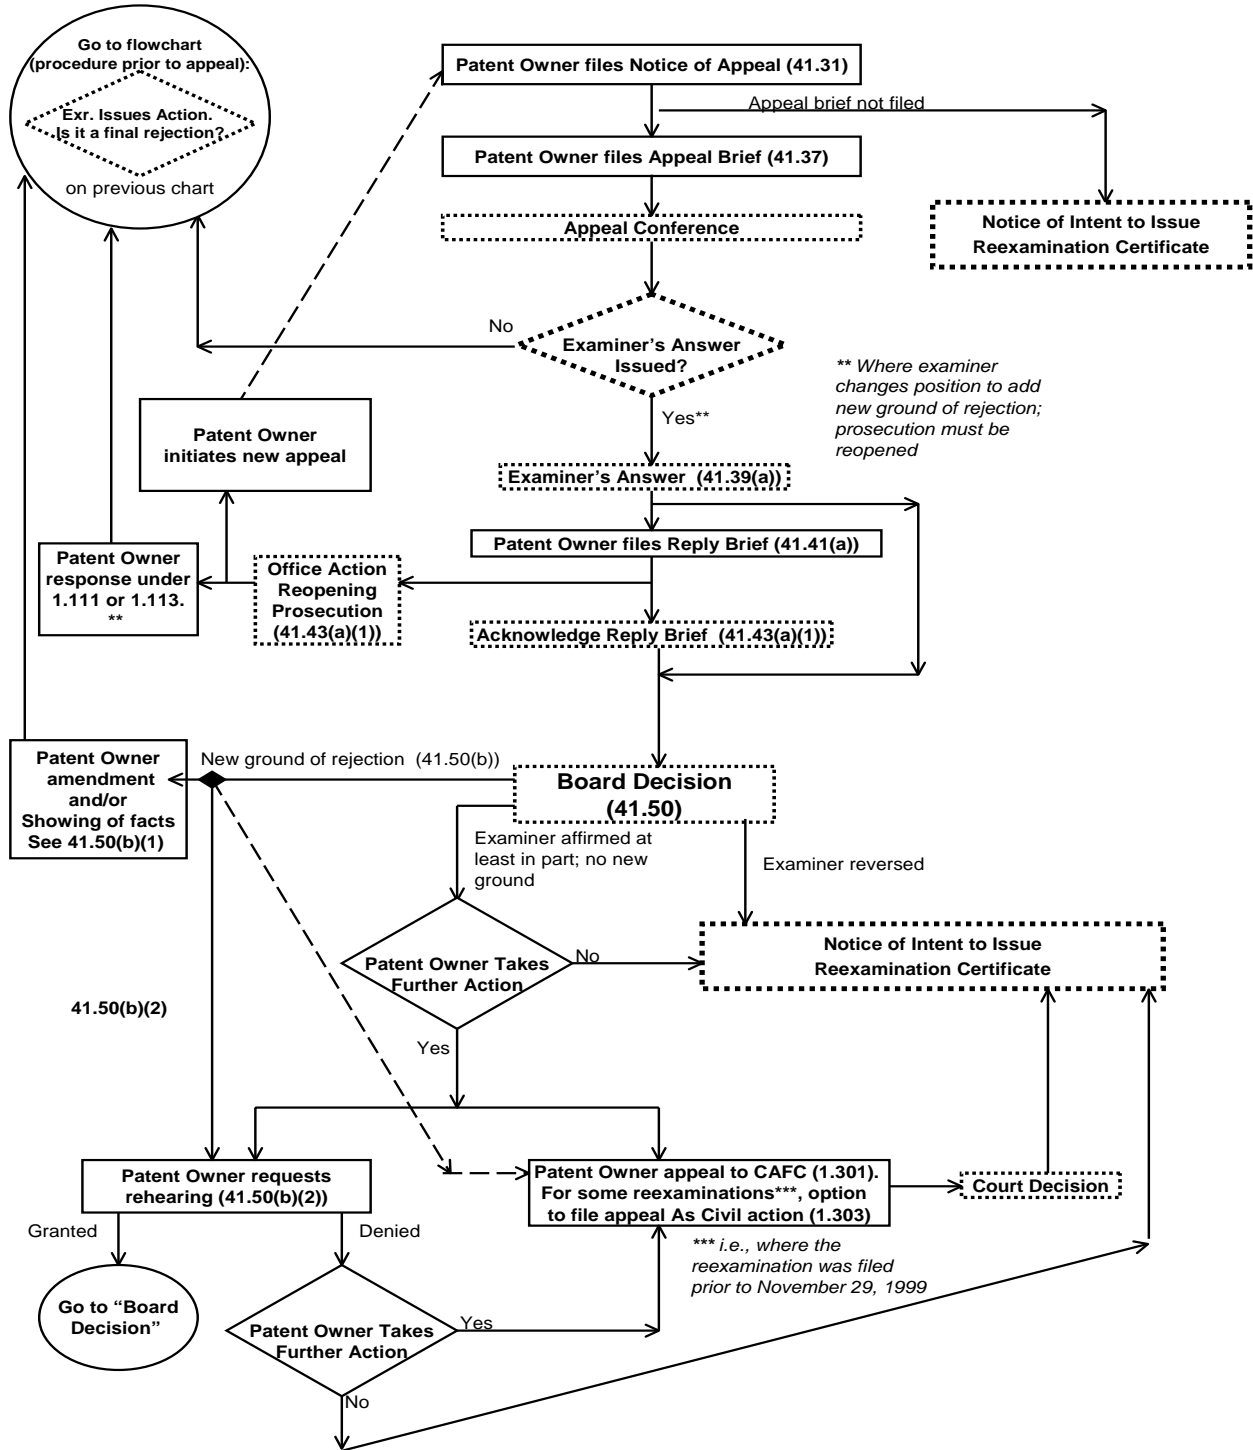 Go to flowchart
(procedure prior to appeal):
Exr. Issues Action.
Is it a final rejection?
on previous chart
Patent Owner files Notice of Appeal (41.31)
Appeal brief not filed
Patent Owner files Appeal Brief (41.37)
Appeal Conference
Notice of Intent to Issue
Reexamination Certificate
No
Examiner's Answer
Issued?
** Where examiner
changes position to add
new ground of rejection;
prosecution must be
reopened
Yes**
Patent Owner
initiates new appeal
Examiner's Answer (41.39(a))
Patent Owner files Reply Brief (41.41(a))
Patent Owner
response under
1.111 or 1.113.
**
Office Action
Reopening
Prosecution
(41.43(a)(1))
Acknowledge Reply Brief (41.43(a)(1))
Patent Owner
amendment
and/or
Showing of facts
See 41.50(b)(1)
New ground of rejection (41.50(b))
Board Decision
(41.50)
Examiner affirmed at
least in part; no new
ground
Examiner reversed
Patent Owner Takes
Further Action
No
Notice of Intent to Issue
Reexamination Certificate
41.50(b)(2)
Yes
Patent Owner requests
rehearing (41.50(b)(2))
Patent Owner appeal to CAFC (1.301).
For some reexaminations***, option
to file appeal As Civil action (1.303)
Court Decision
Granted
Denied
*** i.e., where the
reexamination was filed
prior to November 29, 1999
Go to “Board
Decision”
Patent Owner Takes
Further Action
Yes
No